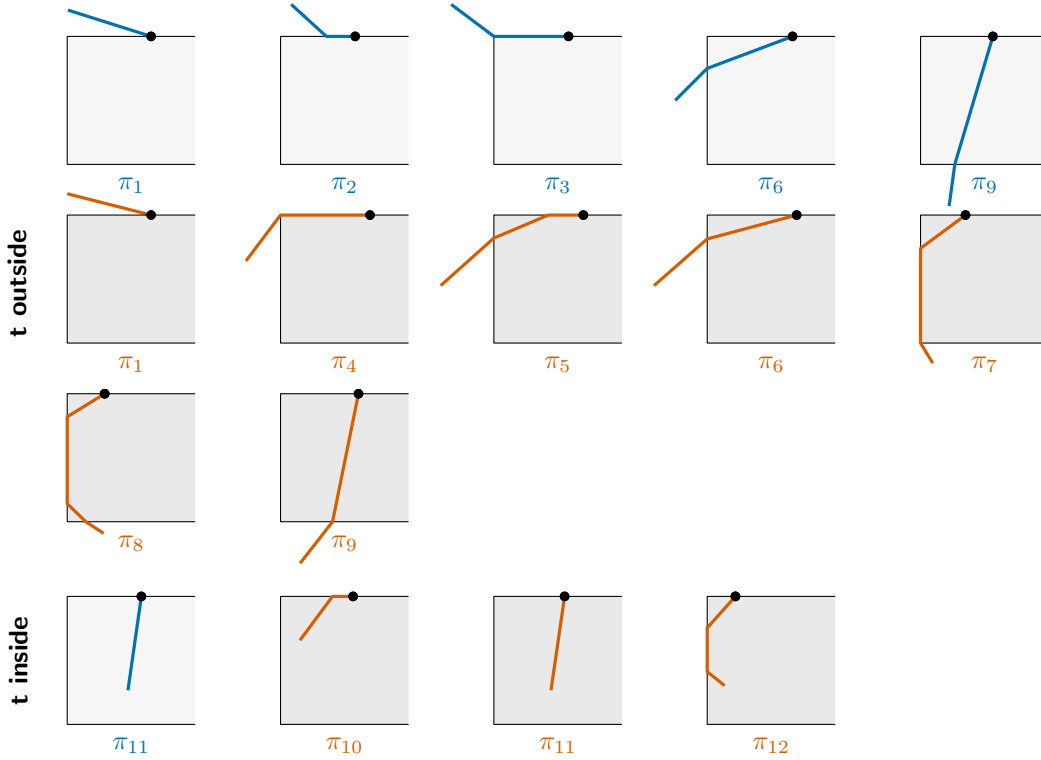 π₁ π₂ π₃ π₆ π₉
t outside
π₁ π₄ π₅ π₆ π₇
π₈ π₉
t inside
π₁₁ π₁₀ π₁₁ π₁₂